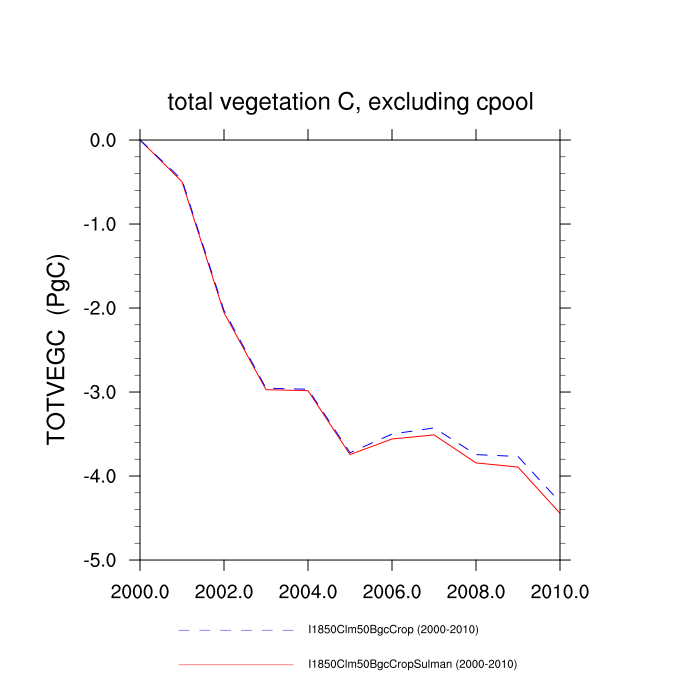 total vegetation C, excluding cpool
TOTVEGC (PgC)
0.0
-1.0
-2.0
-3.0
-4.0
-5.0
2000.0 2002.0 2004.0 2006.0 2008.0 2010.0
I1850Clm50BgcCrop (2000-2010)
I1850Clm50BgcCropSulman (2000-2010)